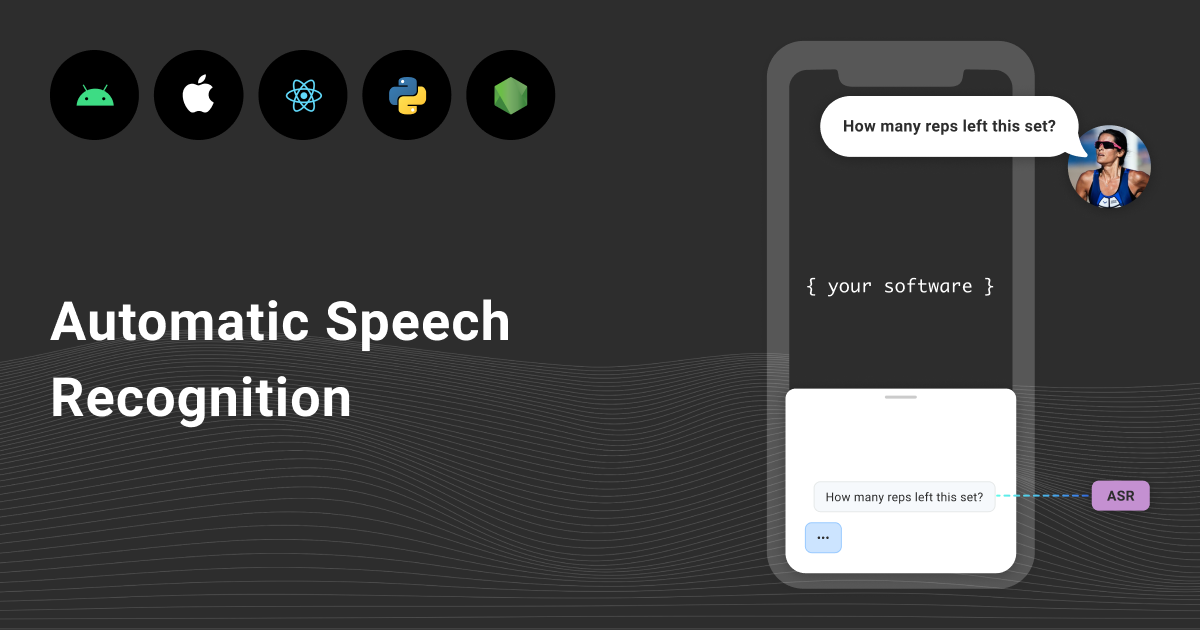 How many reps left this set?
{ your software }
Automatic Speech
Recognition
How many reps left this set?
ASR
...